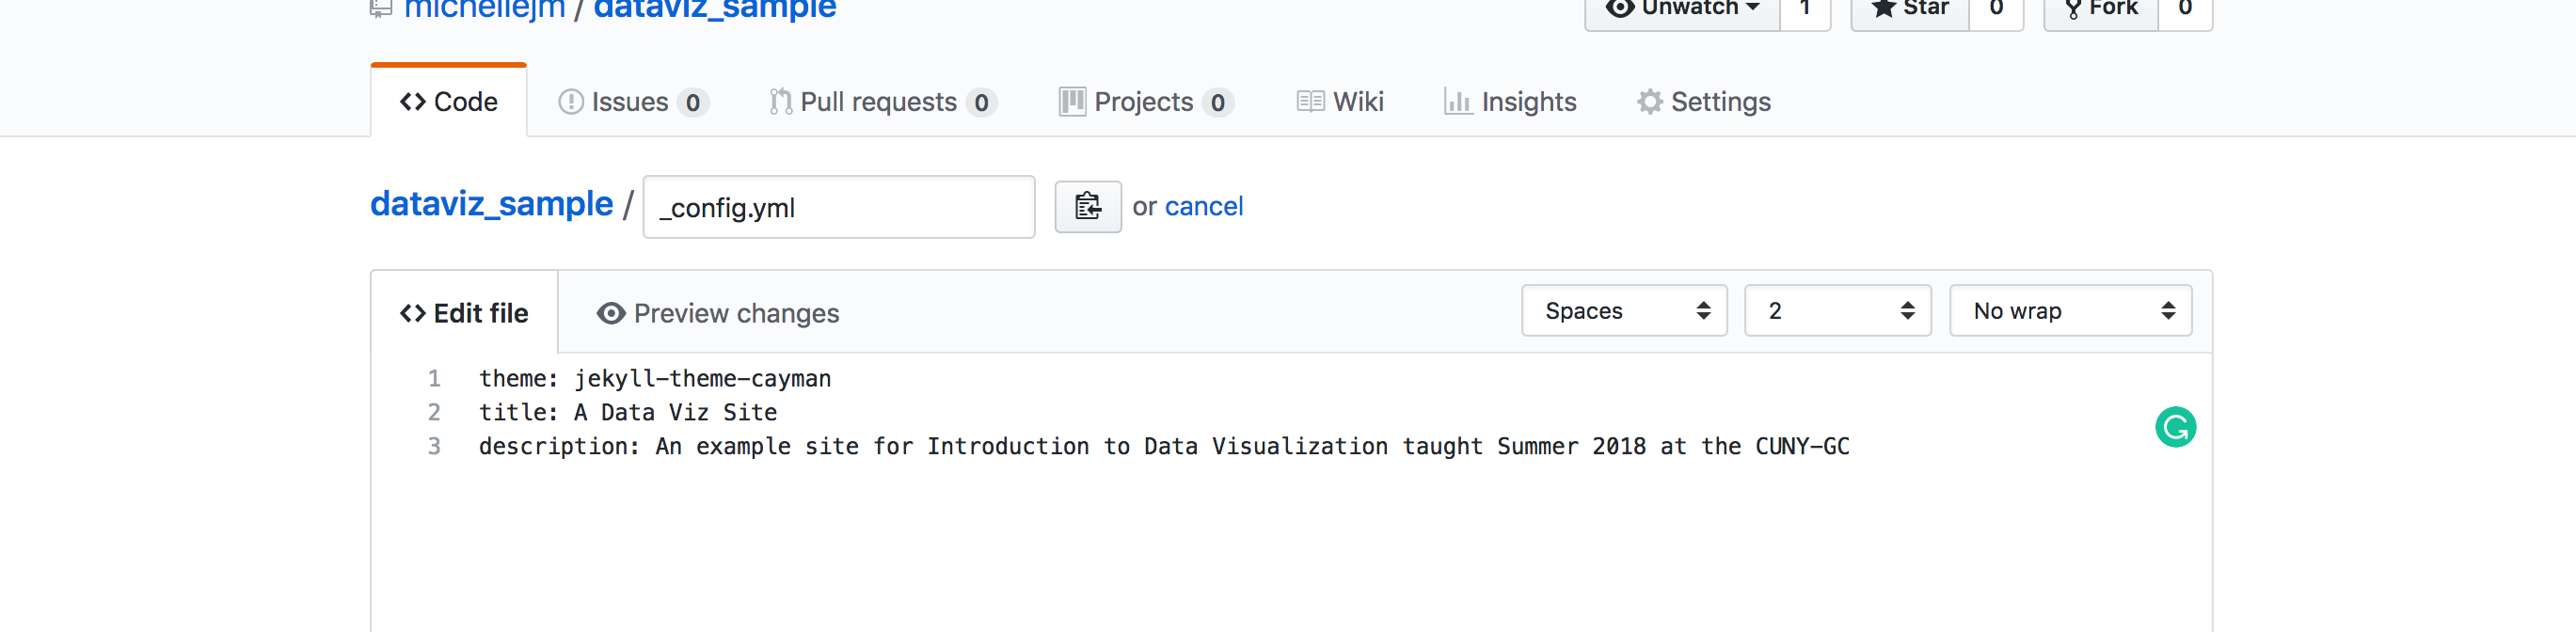 michellejm / dataviz_sample
Unwatch 1 Star 0 Fork 0
Code Issues 0 Pull requests 0 Projects 0 Wiki Insights Settings
dataviz_sample / _config.yml or cancel
Edit file Preview changes Spaces 2 No wrap
1 theme: jekyll-theme-cayman
2 title: A Data Viz Site
3 description: An example site for Introduction to Data Visualization taught Summer 2018 at the CUNY-GC